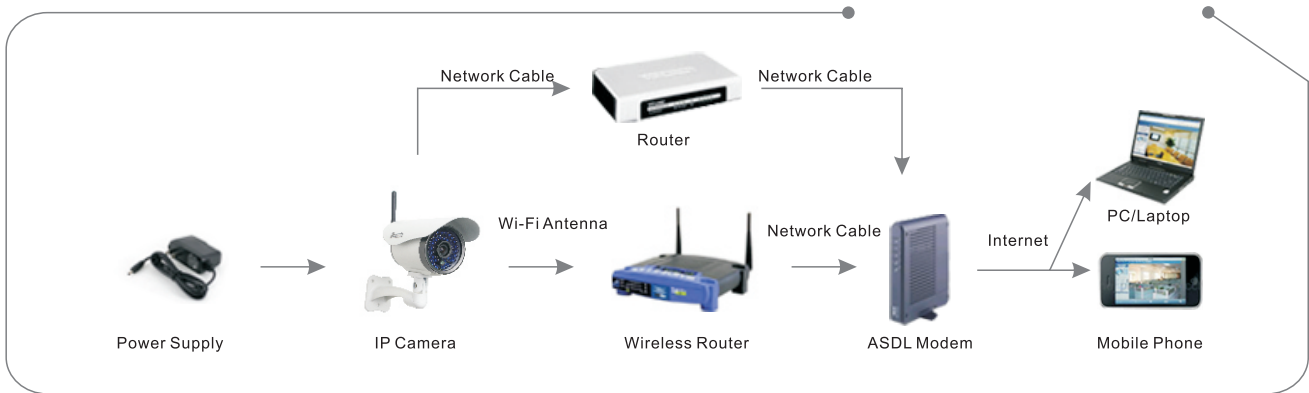 Network Cable
Network Cable
Router
Wi-Fi Antenna
Network Cable
Internet
PC/Laptop
Power Supply
IP Camera
Wireless Router
ASDL Modem
Mobile Phone